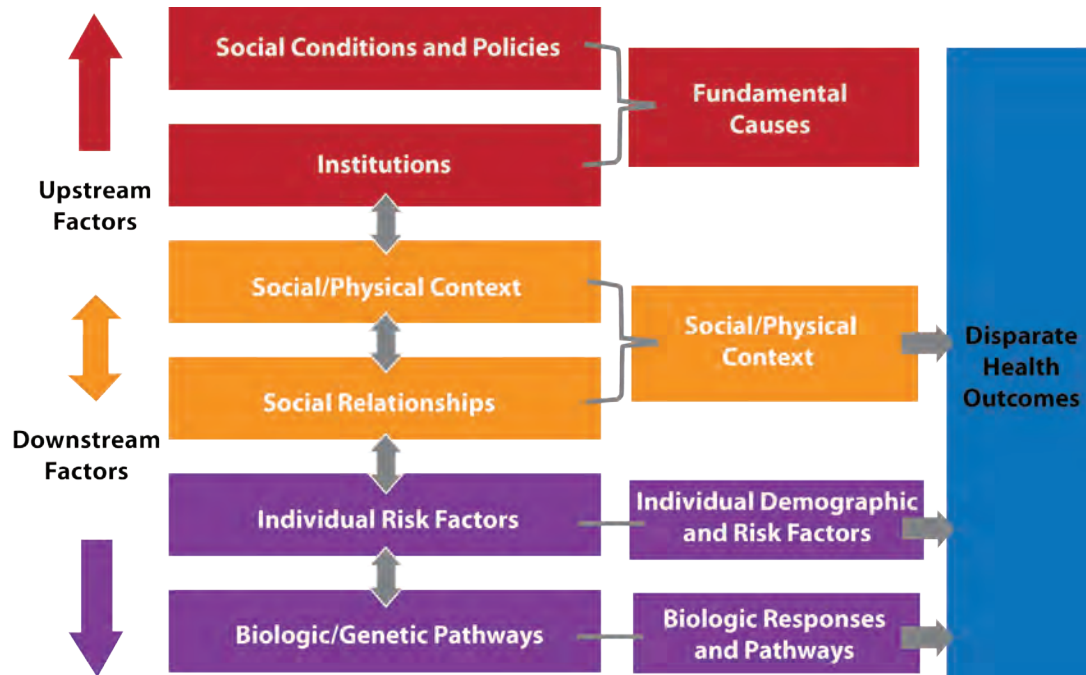 Social Conditions and Policies
Fundamental
Causes
Institutions
Upstream
Factors
Social/Physical Context
Social/Physical
Context
Disparate
Health
Outcomes
Social Relationships
Downstream
Factors
Individual Risk Factors
Individual Demographic
and Risk Factors
Biologic/Genetic Pathways
Biologic Responses
and Pathways